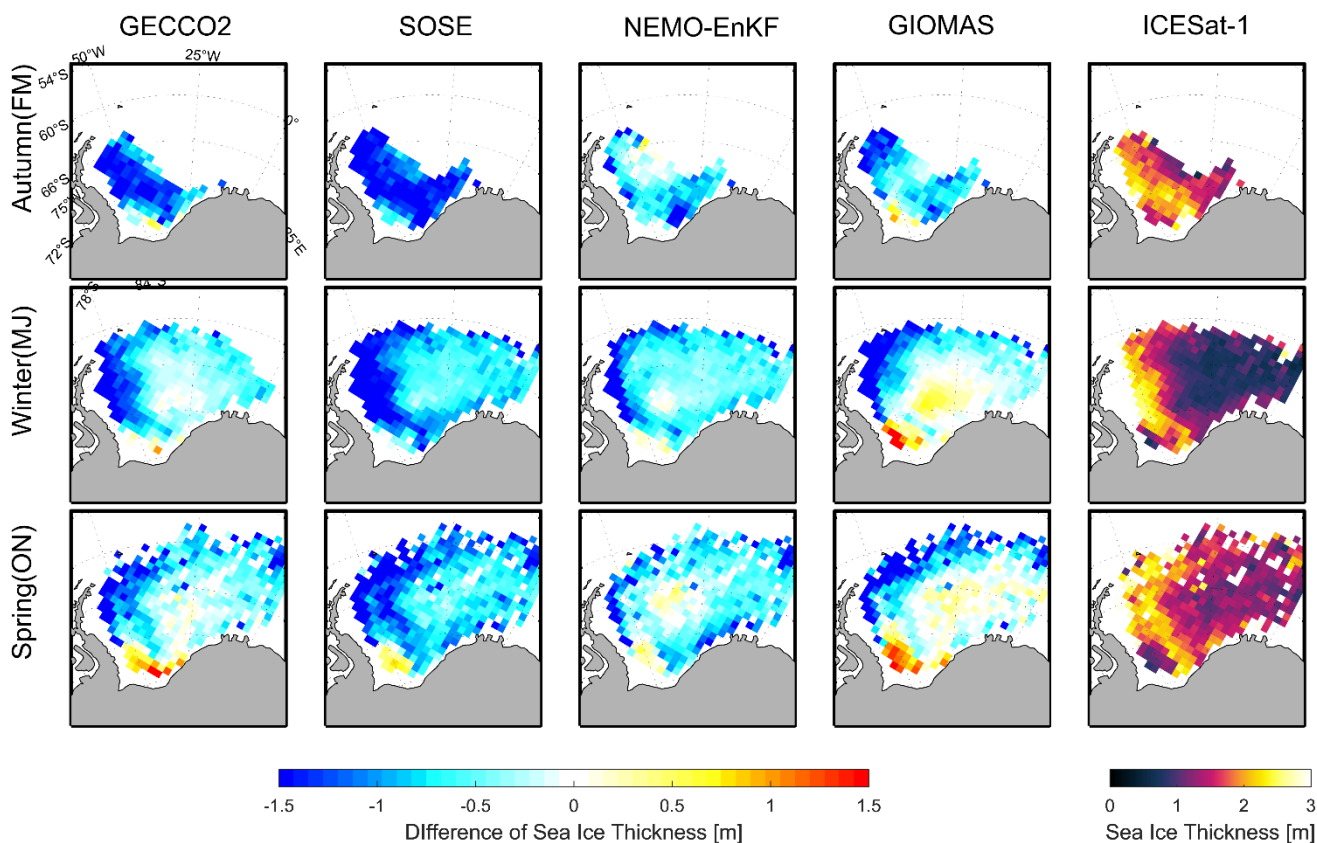 GECCO2 SOSE NEMO-EnKF GIOMAS ICESat-1
Autumn(FM)
50°W
25°W
54°S
60°S
0°
66°S
75°W
72°S
25°E
78°S
84°S
Winter(MJ)
Spring(ON)
-1.5 -1 -0.5 0 0.5 1 1.5
DIfference of Sea Ice Thickness [m]
0 1 2 3
Sea Ice Thickness [m]